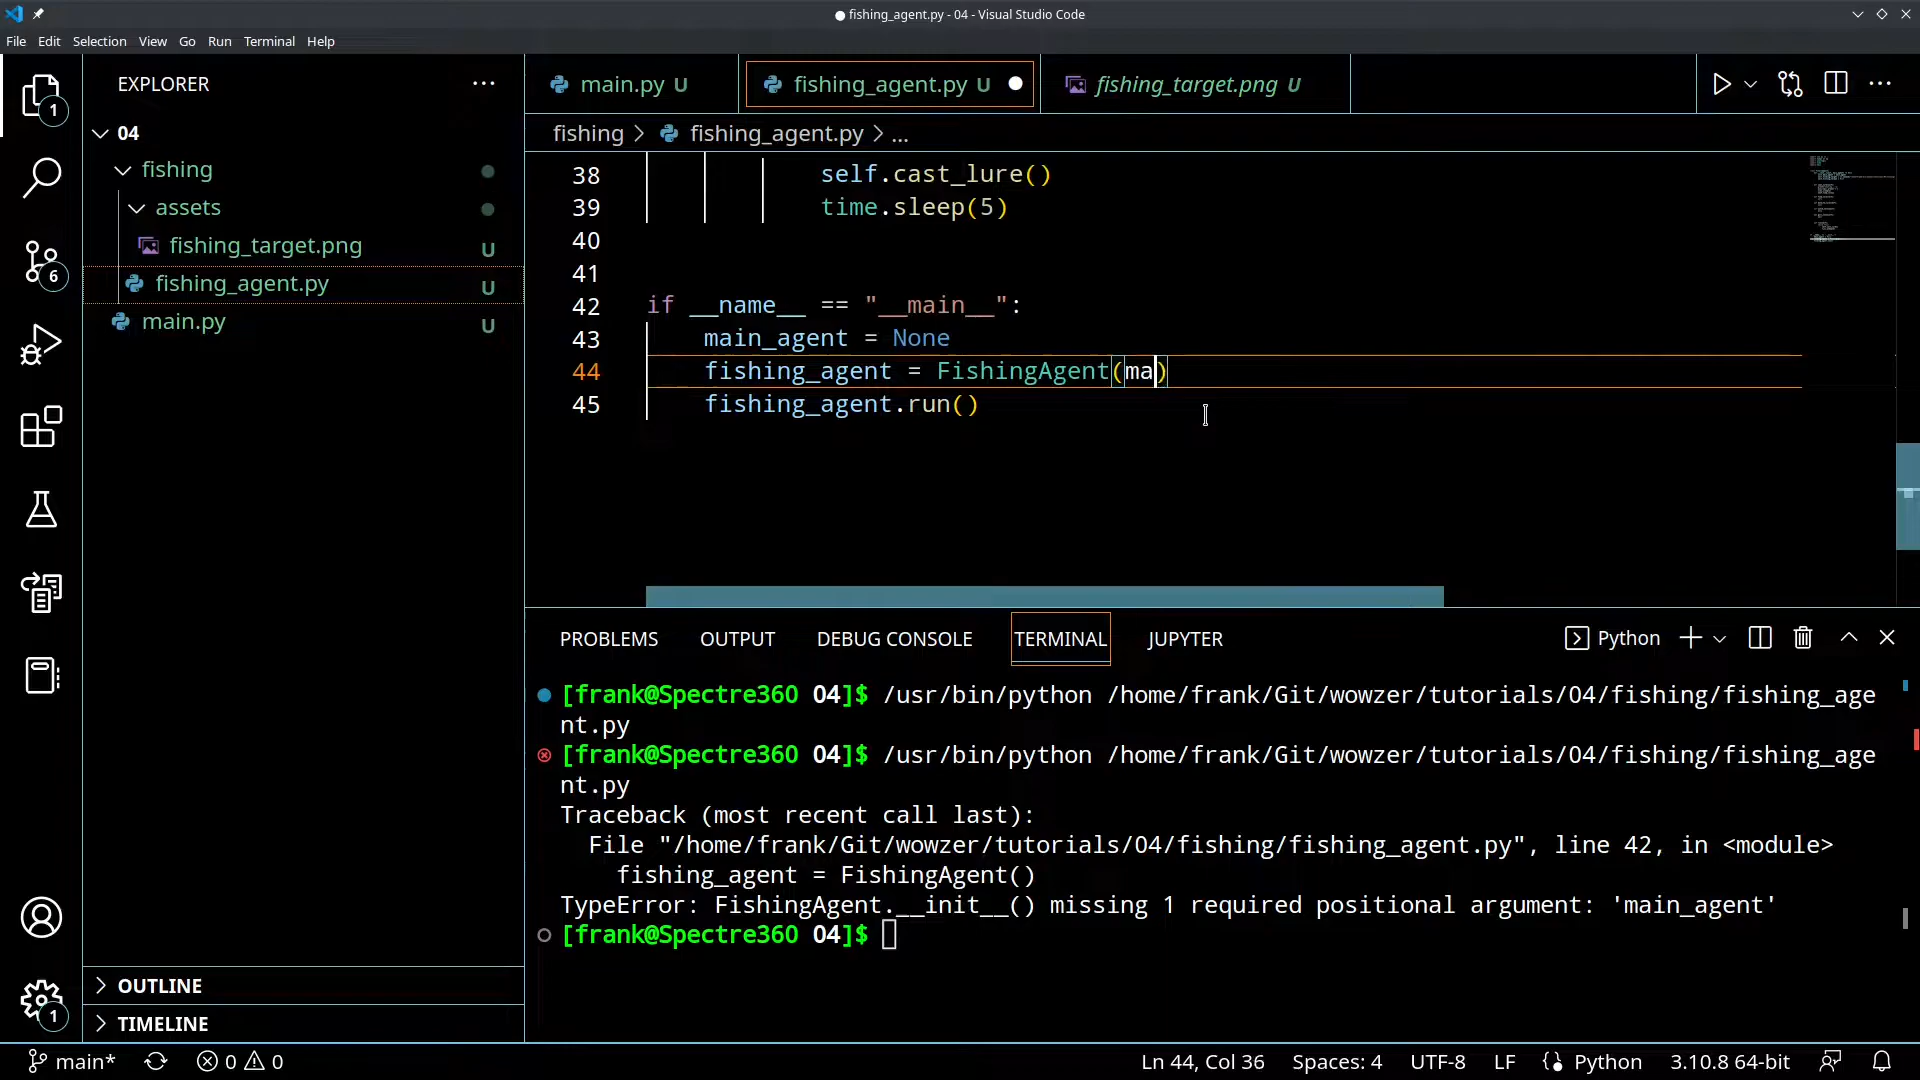 fishing_agent.py - 04 - Visual Studio Code
File Edit Selection View Go Run Terminal Help
EXPLORER
main.py U
fishing_agent.py U
fishing_target.png U
04
fishing > fishing_agent.py > ...
fishing
assets
fishing_target.png U
fishing_agent.py U
main.py U
1
6
38 self.cast_lure()
39 time.sleep(5)
40
41
42 if __name__ == "__main__":
43 main_agent = None
44 fishing_agent = FishingAgent(ma)
45 fishing_agent.run()
PROBLEMS OUTPUT DEBUG CONSOLE TERMINAL JUPYTER Python
[frank@Spectre360 04]$ /usr/bin/python /home/frank/Git/wowzer/tutorials/04/fishing/fishing_age
nt.py
[frank@Spectre360 04]$ /usr/bin/python /home/frank/Git/wowzer/tutorials/04/fishing/fishing_age
nt.py
Traceback (most recent call last):
File "/home/frank/Git/wowzer/tutorials/04/fishing/fishing_agent.py", line 42, in <module>
fishing_agent = FishingAgent()
TypeError: FishingAgent.__init__() missing 1 required positional argument: 'main_agent'
[frank@Spectre360 04]$
OUTLINE
1
TIMELINE
main* 0 0 Ln 44, Col 36 Spaces: 4 UTF-8 LF Python 3.10.8 64-bit